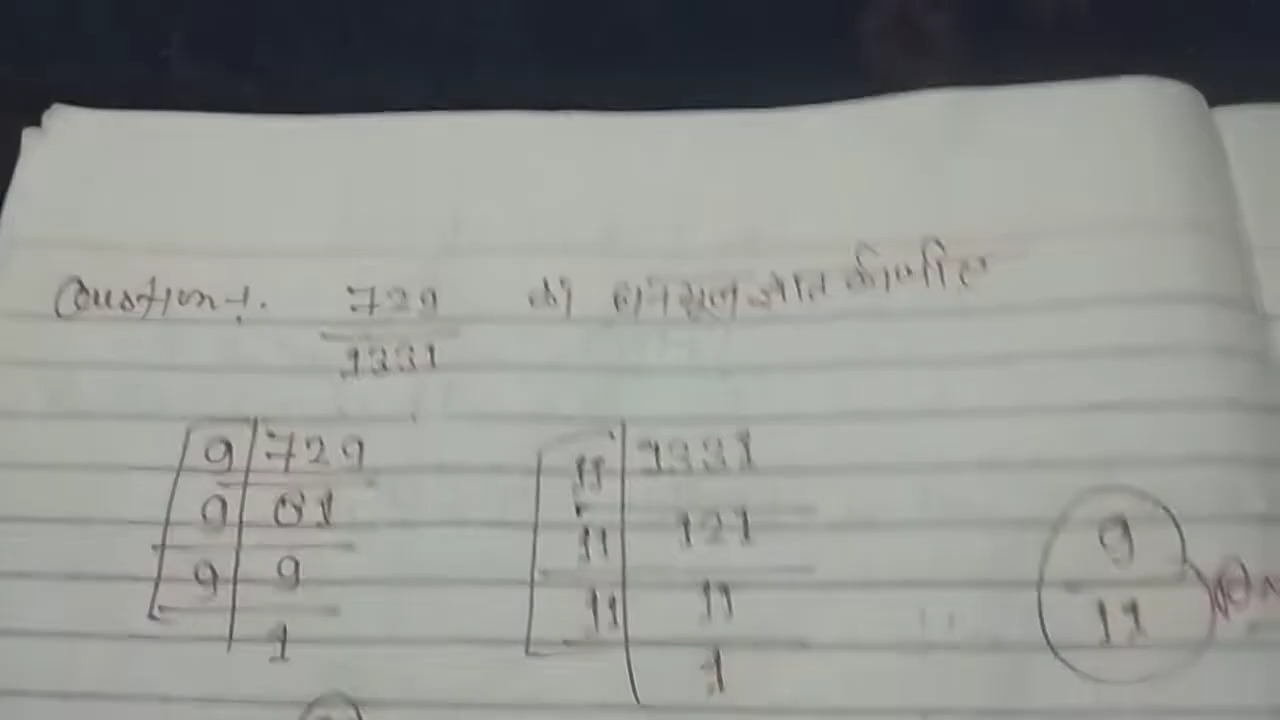 Question :- 729 का घनमूल ज्ञात कीजिए
1331
9 729 11 1331
9 81 11 121
9 9 11 11
1 1
9
11